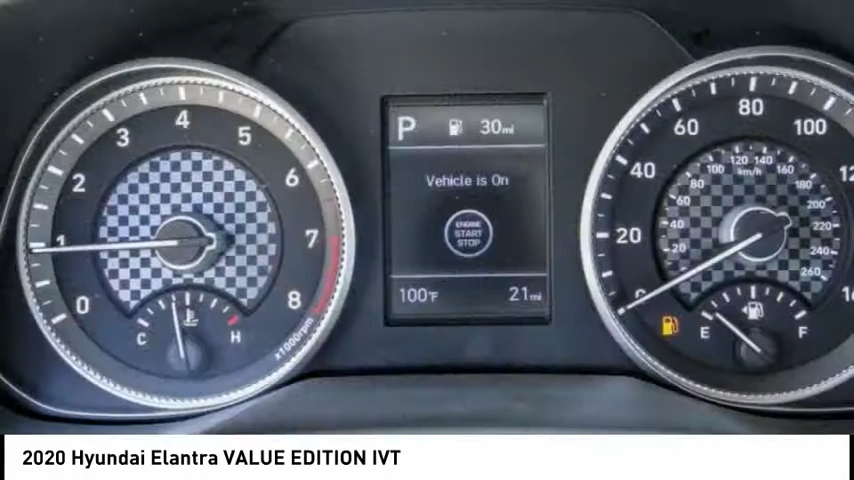 0 1 2 3 4 5 6 7 8
x1000rpm
C H
P 30mi
Vehicle is On
ENGINE
START
STOP
100°F 21mi
0 20 40 60 80 100
km/h
20 40 60 80 100 120 140 160 180 200 220 240 260
E F
2020 Hyundai Elantra VALUE EDITION IVT